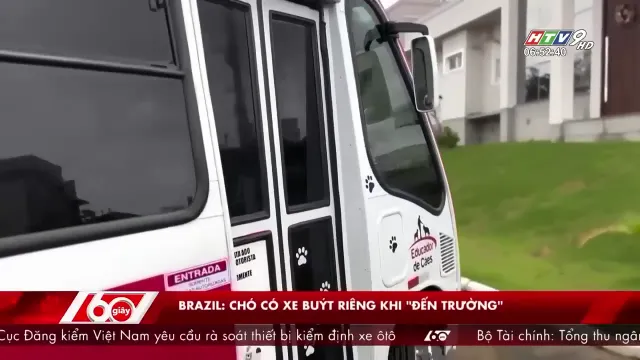 HTV9 HD
06:52:40
Educador
de Cães
ENTRADA
60 giây
BRAZIL: CHÓ CÓ XE BUÝT RIÊNG KHI "ĐẾN TRƯỜNG"
Cục Đăng kiểm Việt Nam yêu cầu rà soát thiết bị kiểm định xe ôtô 60 Bộ Tài chính: Tổng thu ngân